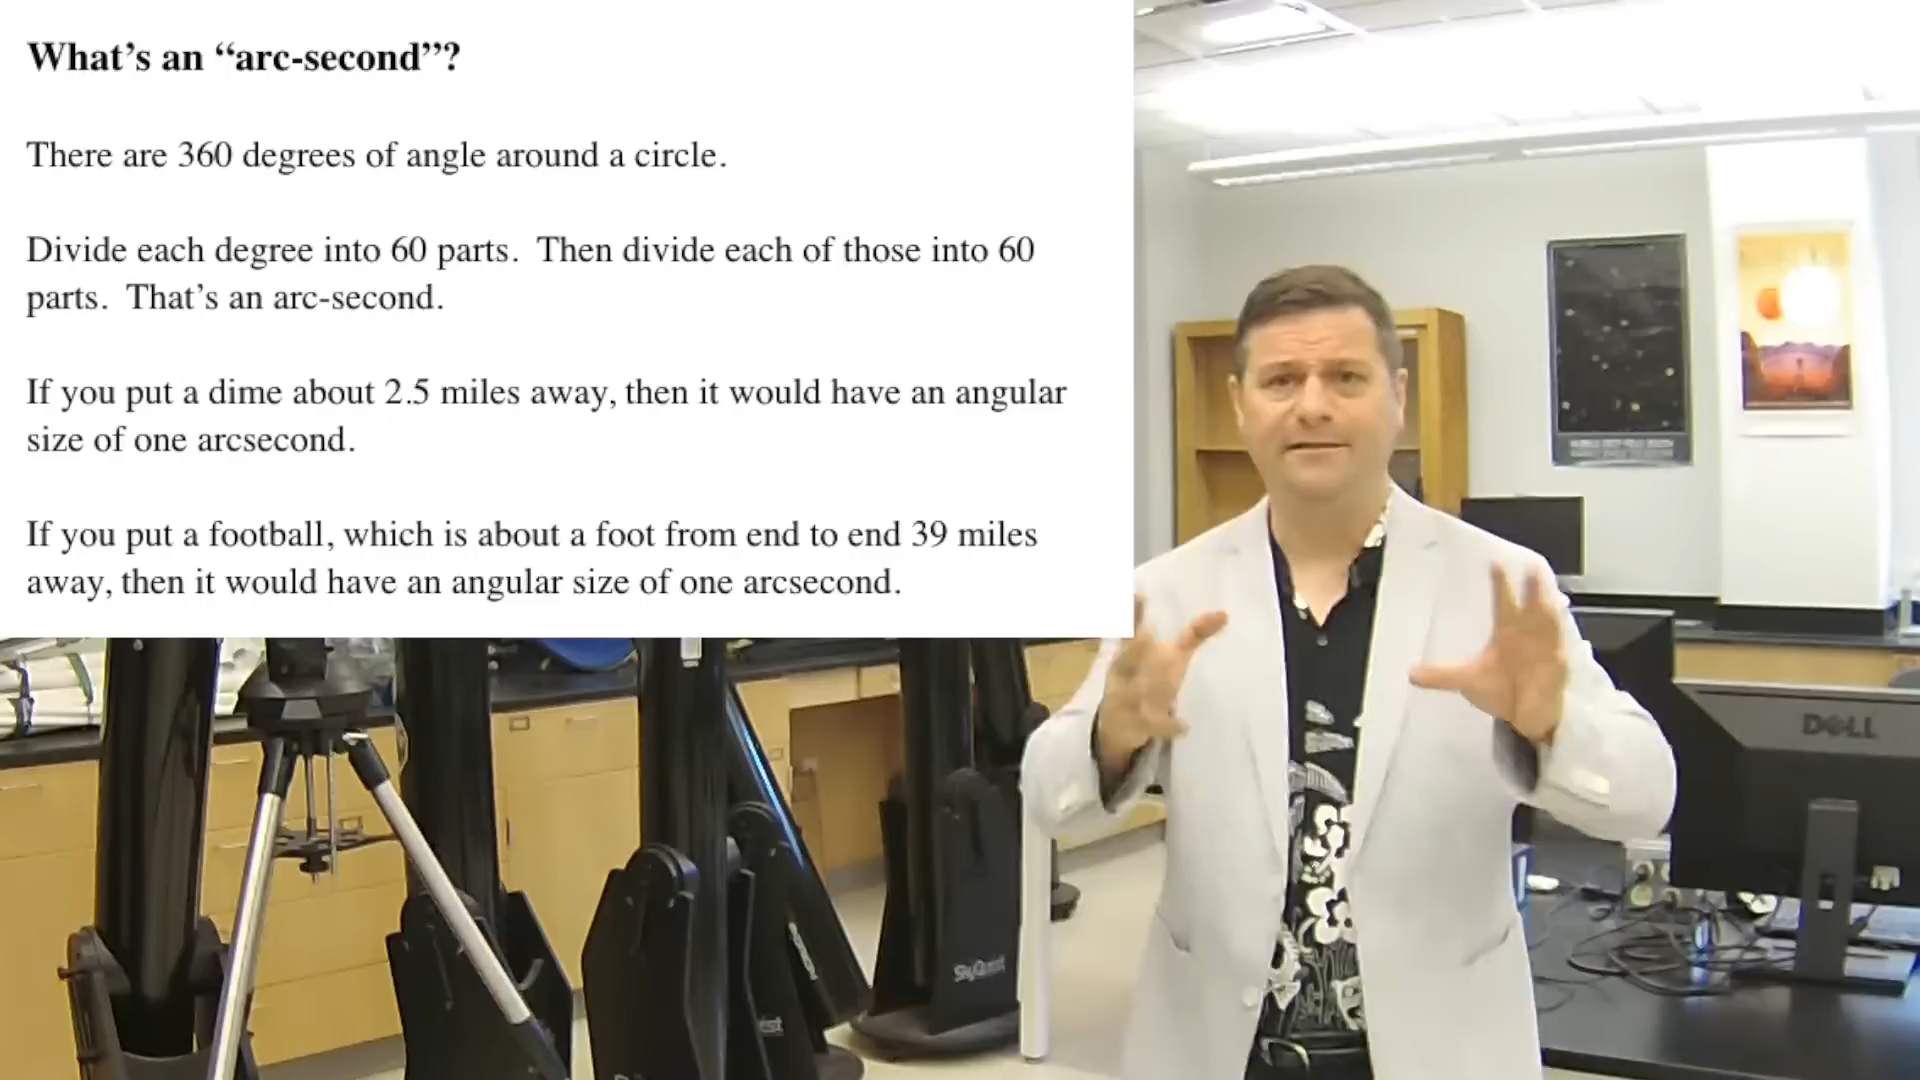 What’s an “arc-second”?
There are 360 degrees of angle around a circle.
Divide each degree into 60 parts.  Then divide each of those into 60
parts.  That’s an arc-second.
If you put a dime about 2.5 miles away, then it would have an angular
size of one arcsecond.
If you put a football, which is about a foot from end to end 39 miles
away, then it would have an angular size of one arcsecond.
DELL
SkyQuest